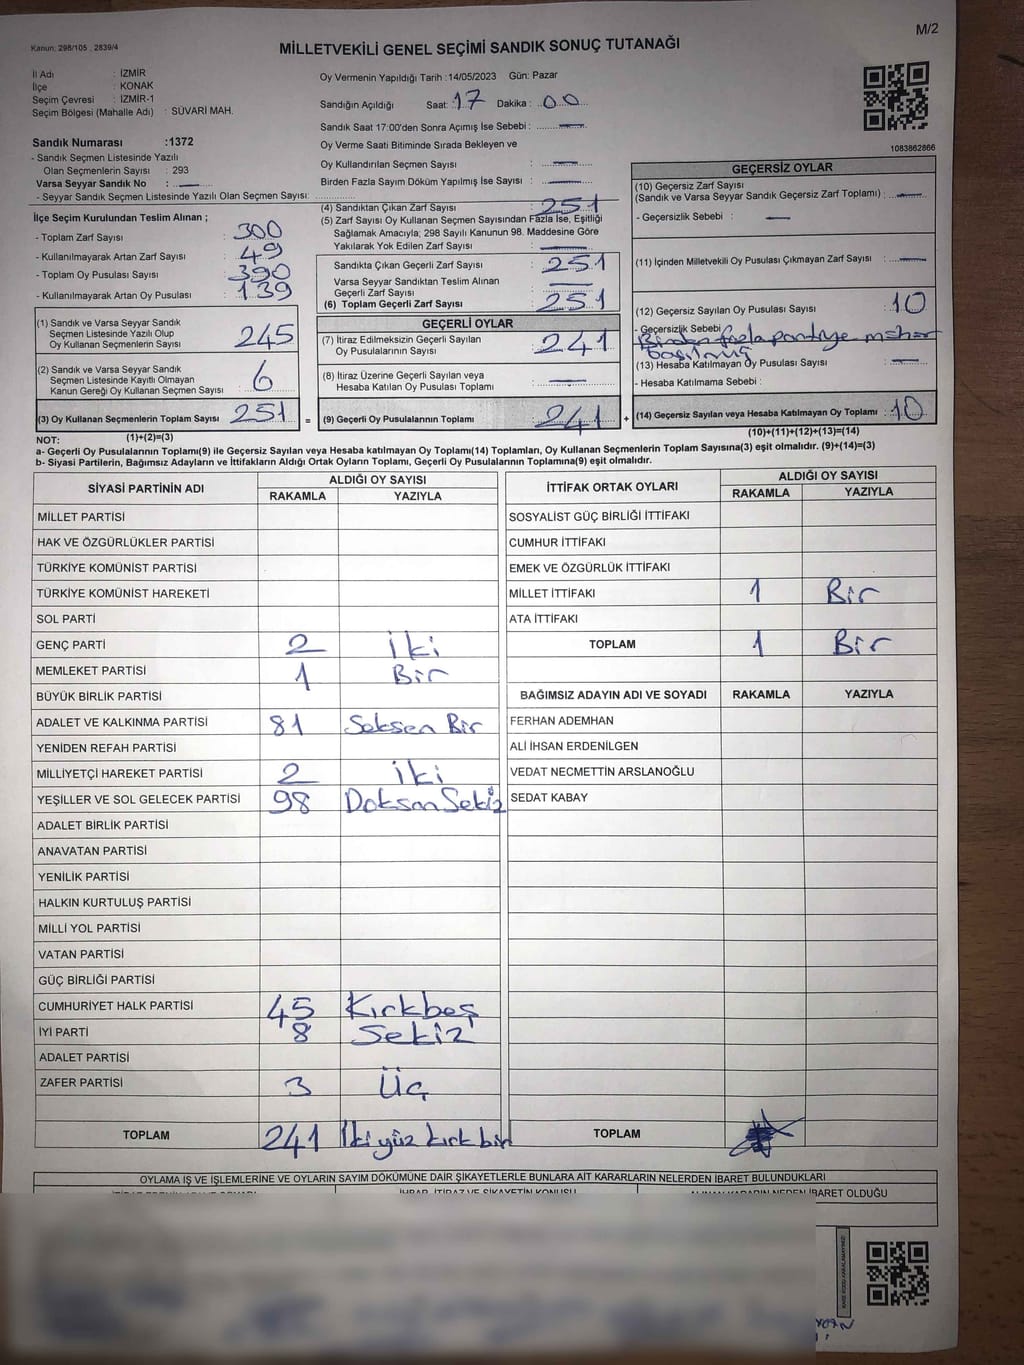 M/2
Kanun: 298/105 , 2839/4
MİLLETVEKİLİ GENEL SEÇİMİ SANDIK SONUÇ TUTANAĞI
İl Adı : İZMİR
İlçe : KONAK
Seçim Çevresi : İZMİR-1
Seçim Bölgesi (Mahalle Adı) : SÜVARİ MAH.
Sandık Numarası :1372
- Sandık Seçmen Listesinde Yazılı
Olan Seçmenlerin Sayısı : 293
Varsa Seyyar Sandık No : —
- Seyyar Sandık Seçmen Listesinde Yazılı Olan Seçmen Sayısı:
İlçe Seçim Kurulundan Teslim Alınan ;
- Toplam Zarf Sayısı 300
- Kullanılmayarak Artan Zarf Sayısı 49
- Toplam Oy Pusulası Sayısı 390
- Kullanılmayarak Artan Oy Pusulası 139
Oy Vermenin Yapıldığı Tarih :14/05/2023 Gün: Pazar
Sandığın Açıldığı Saat: 17 Dakika : 00
Sandık Saat 17:00'den Sonra Açımış İse Sebebi : —
Oy Verme Saati Bitiminde Sırada Bekleyen ve
Oy Kullandırılan Seçmen Sayısı : —
Birden Fazla Sayım Döküm Yapılmış İse Sayısı : —
(4) Sandıktan Çıkan Zarf Sayısı : 251
(5) Zarf Sayısı Oy Kullanan Seçmen Sayısından Fazla İse, Eşitliği
Sağlamak Amacıyla; 298 Sayılı Kanunun 98. Maddesine Göre
Yakılarak Yok Edilen Zarf Sayısı : —
Sandıkta Çıkan Geçerli Zarf Sayısı : 251
Varsa Seyyar Sandıktan Teslim Alınan
Geçerli Zarf Sayısı : —
(6) Toplam Geçerli Zarf Sayısı : 251
1083862866
GEÇERSİZ OYLAR
(10) Geçersiz Zarf Sayısı
(Sandık ve Varsa Seyyar Sandık Geçersiz Zarf Toplamı) : —
- Geçersizlik Sebebi : —
(11) İçinden Milletvekili Oy Pusulası Çıkmayan Zarf Sayısı : —
(12) Geçersiz Sayılan Oy Pusulası Sayısı : 10
- Geçersizlik Sebebi :
Birden fazla partiye mühür
basılmış
(13) Hesaba Katılmayan Oy Pusulası Sayısı : —
- Hesaba Katılmama Sebebi :
(14) Geçersiz Sayılan veya Hesaba Katılmayan Oy Toplamı : 10
(10)+(11)+(12)+(13)=(14)
(1) Sandık ve Varsa Seyyar Sandık
Seçmen Listesinde Yazılı Olup
Oy Kullanan Seçmenlerin Sayısı 245
(2) Sandık ve Varsa Seyyar Sandık
Seçmen Listesinde Kayıtlı Olmayan
Kanun Gereği Oy Kullanan Seçmen Sayısı 6
(3) Oy Kullanan Seçmenlerin Toplam Sayısı 251 =
(1)+(2)=(3)
GEÇERLİ OYLAR
(7) İtiraz Edilmeksizin Geçerli Sayılan
Oy Pusulalarının Sayısı : 241
(8) İtiraz Üzerine Geçerli Sayılan veya
Hesaba Katılan Oy Pusulası Toplamı : —
(9) Geçerli Oy Pusulalarının Toplamı 241 +
NOT:
a- Geçerli Oy Pusulalarının Toplamı(9) ile Geçersiz Sayılan veya Hesaba katılmayan Oy Toplamı(14) Toplamları, Oy Kullanan Seçmenlerin Toplam Sayısına(3) eşit olmalıdır. (9)+(14)=(3)
b- Siyasi Partilerin, Bağımsız Adayların ve İttifakların Aldığı Ortak Oyların Toplamı, Geçerli Oy Pusulalarının Toplamına(9) eşit olmalıdır.
SİYASİ PARTİNİN ADI ALDIĞI OY SAYISI
RAKAMLA YAZIYLA
MİLLET PARTİSİ
HAK VE ÖZGÜRLÜKLER PARTİSİ
TÜRKİYE KOMÜNİST PARTİSİ
TÜRKİYE KOMÜNİST HAREKETİ
SOL PARTİ
GENÇ PARTİ 2 İki
MEMLEKET PARTİSİ 1 Bir
BÜYÜK BİRLİK PARTİSİ
ADALET VE KALKINMA PARTİSİ 81 Seksen Bir
YENİDEN REFAH PARTİSİ
MİLLİYETÇİ HAREKET PARTİSİ 2 iki
YEŞİLLER VE SOL GELECEK PARTİSİ 98 Doksan Sekiz
ADALET BİRLİK PARTİSİ
ANAVATAN PARTİSİ
YENİLİK PARTİSİ
HALKIN KURTULUŞ PARTİSİ
MİLLİ YOL PARTİSİ
VATAN PARTİSİ
GÜÇ BİRLİĞİ PARTİSİ
CUMHURİYET HALK PARTİSİ 45 Kırkbeş
İYİ PARTİ 8 Sekiz
ADALET PARTİSİ
ZAFER PARTİSİ 3 Üç
TOPLAM 241 İki yüz kırk bir
İTTİFAK ORTAK OYLARI ALDIĞI OY SAYISI
RAKAMLA YAZIYLA
SOSYALİST GÜÇ BİRLİĞİ İTTİFAKI
CUMHUR İTTİFAKI
EMEK VE ÖZGÜRLÜK İTTİFAKI
MİLLET İTTİFAKI 1 Bir
ATA İTTİFAKI
TOPLAM 1 Bir
BAĞIMSIZ ADAYIN ADI VE SOYADI RAKAMLA YAZIYLA
FERHAN ADEMHAN
ALİ İHSAN ERDENİLGEN
VEDAT NECMETTİN ARSLANOĞLU
SEDAT KABAY
TOPLAM
OYLAMA İŞ VE İŞLEMLERİNE VE OYLARIN SAYIM DÖKÜMÜNE DAİR ŞİKAYETLERLE BUNLARA AİT KARARLARIN NELERDEN İBARET BULUNDUKLARI
İHBAR, İTİRAZ VE ŞİKAYETİN KONUSU
İBARET OLDUĞU